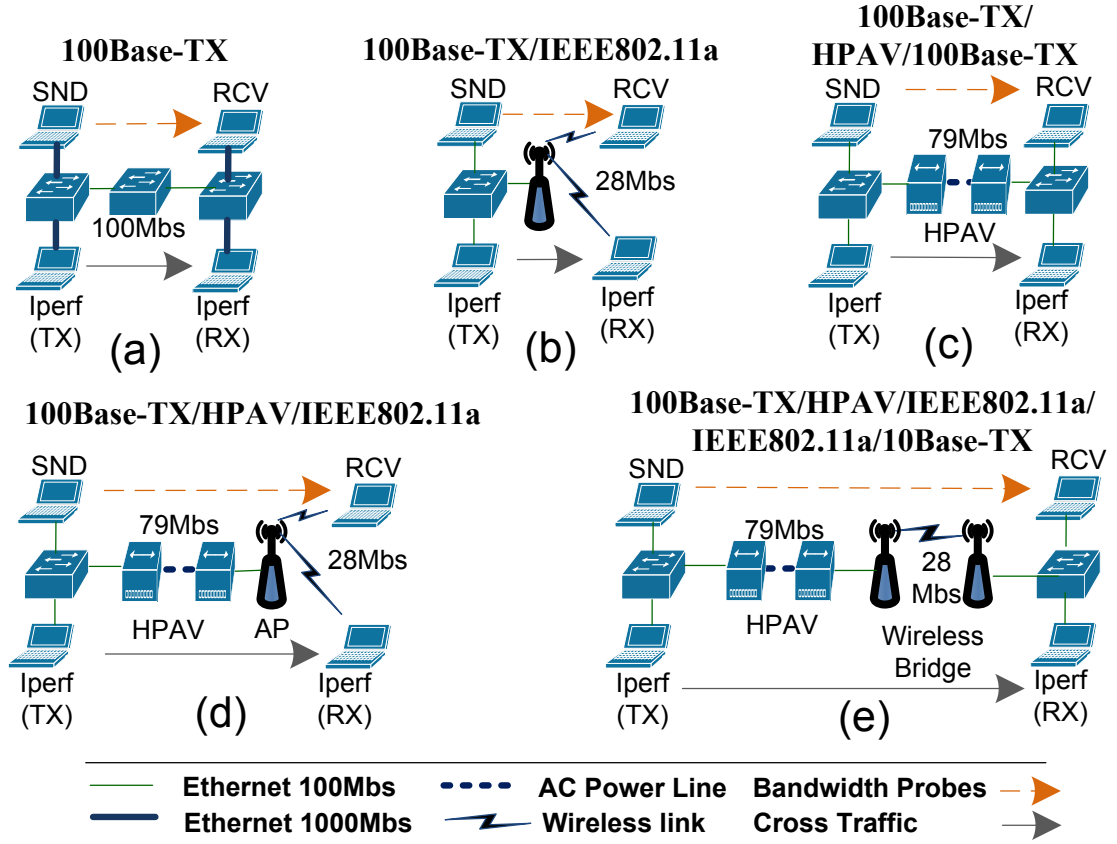 100Base-TX
SND
RCV
100Mbs
Iperf
(TX)
Iperf
(RX)
(a)
100Base-TX/IEEE802.11a
SND
RCV
28Mbs
Iperf
(TX)
Iperf
(RX)
(b)
100Base-TX/
HPAV/100Base-TX
SND
RCV
79Mbs
HPAV
Iperf
(TX)
Iperf
(RX)
(c)
100Base-TX/HPAV/IEEE802.11a
SND
RCV
79Mbs
28Mbs
HPAV
AP
Iperf
(TX)
Iperf
(RX)
(d)
100Base-TX/HPAV/IEEE802.11a/
IEEE802.11a/10Base-TX
SND
RCV
79Mbs
28
Mbs
HPAV
Wireless
Bridge
Iperf
(TX)
Iperf
(RX)
(e)
Ethernet 100Mbs
AC Power Line
Bandwidth Probes
Ethernet 1000Mbs
Wireless link
Cross Traffic